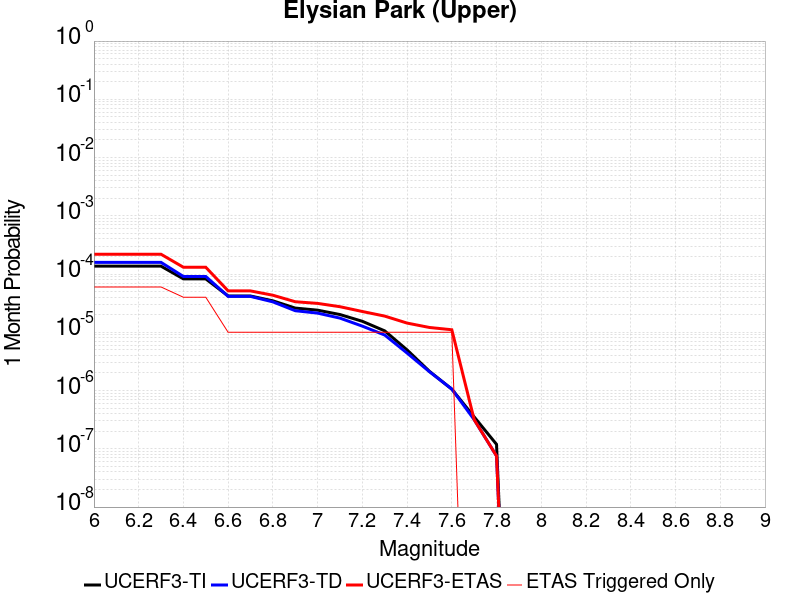 Elysian Park (Upper)
1 Month Probability
10^0
10^-1
10^-2
10^-3
10^-4
10^-5
10^-6
10^-7
10^-8
6 6.2 6.4 6.6 6.8 7 7.2 7.4 7.6 7.8 8 8.2 8.4 8.6 8.8 9
Magnitude
UCERF3-TI UCERF3-TD UCERF3-ETAS ETAS Triggered Only